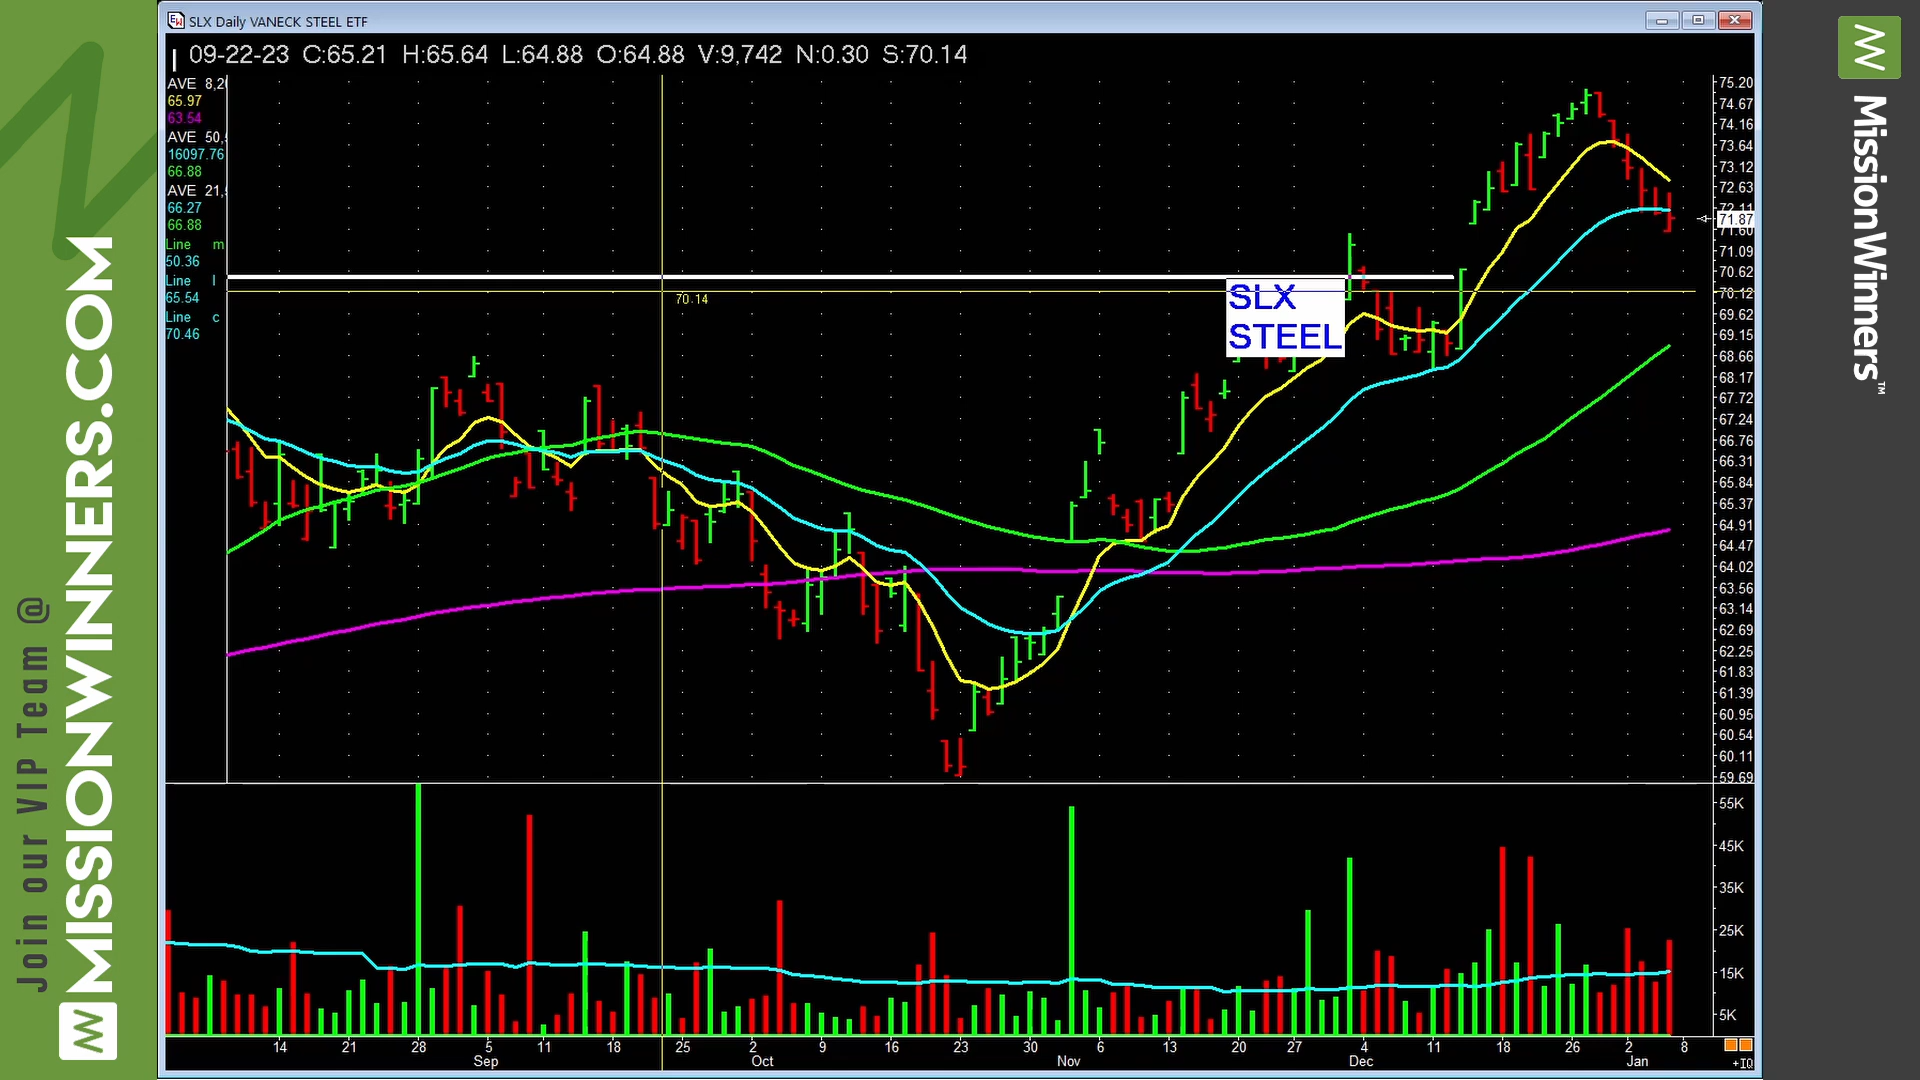 Join our VIP Team @
MISSIONWINNERS.COM
SLX Daily VANECK STEEL ETF
09-22-23 C:65.21 H:65.64 L:64.88 O:64.88 V:9,742 N:0.30 S:70.14
AVE 8,20
65.97
63.54
AVE 50,
16097.76
66.88
AVE 21,
66.27
66.88
Line m
50.36
Line l
65.54
Line c
70.46
70.14
SLX
STEEL
75.20
74.67
74.16
73.64
73.12
72.63
72.11
71.87
71.60
71.09
70.62
70.12
69.62
69.15
68.66
68.17
67.72
67.24
66.76
66.31
65.84
65.37
64.91
64.47
64.02
63.56
63.14
62.69
62.25
61.83
61.39
60.95
60.54
60.11
59.69
55K
45K
35K
25K
15K
5K
14 21 28 5 11 18 25 2 9 16 23 30 6 13 20 27 4 11 18 26 2 8
Sep Oct Nov Dec Jan
+IQ
MissionWinners™